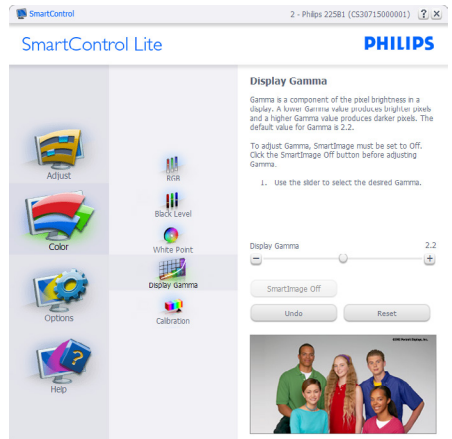 SmartControl
2 - Philips 225B1 (CS30715000001)
SmartControl Lite
PHILIPS
Adjust
Color
Options
Help
RGB
Black Level
White Point
Display Gamma
Calibration
Display Gamma
Gamma is a component of the pixel brightness in a
display. A lower Gamma value produces brighter pixels
and a higher Gamma value produces darker pixels. The
default value for Gamma is 2.2.
To adjust Gamma, SmartImage must be set to Off.
Click the SmartImage Off button before adjusting
Gamma.
1. Use the slider to select the desired Gamma.
Display Gamma
2.2
SmartImage Off
Undo
Reset